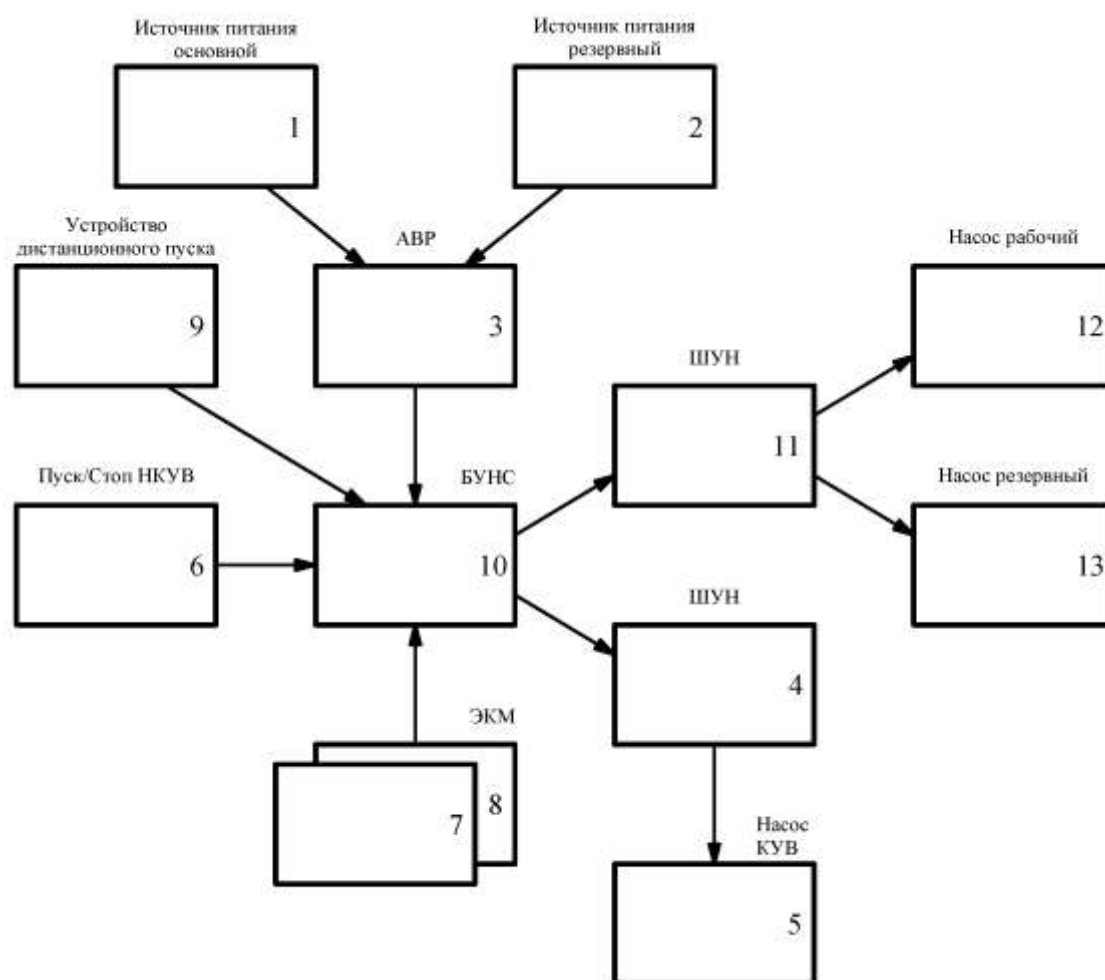 Источник питания
основной
1
Источник питания
резервный
2
Устройство
дистанционного пуска
9
АВР
3
Насос рабочий
12
ШУН
11
Пуск/Стоп НКУВ
6
БУНС
10
Насос резервный
13
ШУН
4
ЭКМ
8
7
Насос
КУВ
5